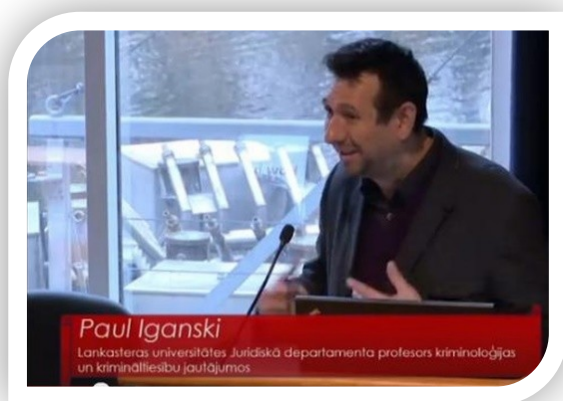 Paul Iganski
Lankasteras universitātes Juridiskā departamenta profesors kriminoloģijas
un krimināltiesību jautājumos